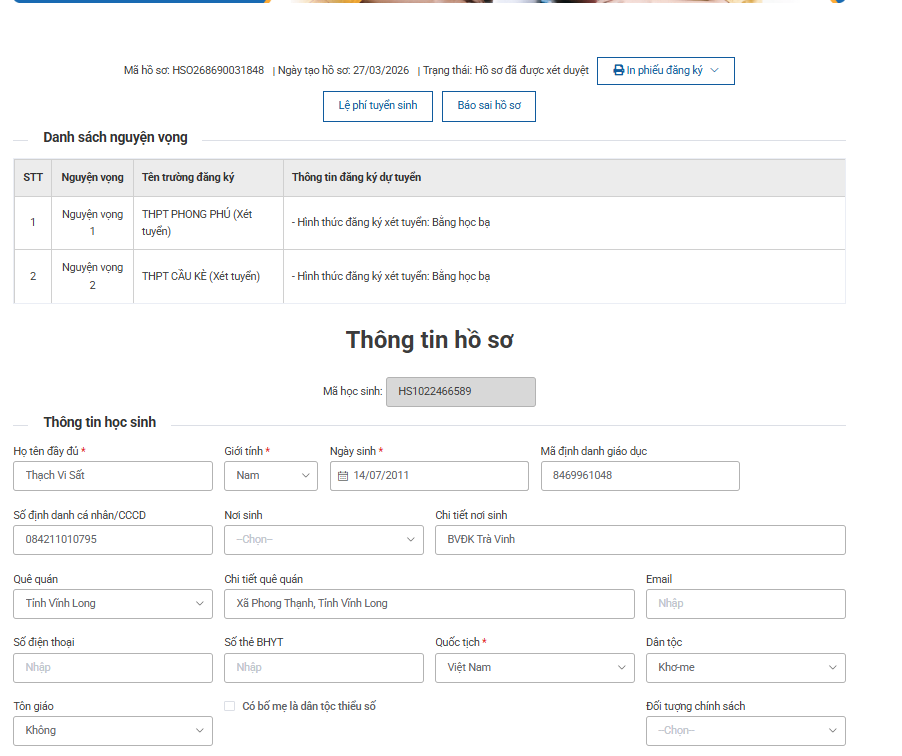 Mã hồ sơ: HSO268690031848 | Ngày tạo hồ sơ: 27/03/2026 | Trạng thái: Hồ sơ đã được xét duyệt In phiếu đăng ký
Lệ phí tuyển sinh Báo sai hồ sơ
Danh sách nguyện vọng
STT Nguyện vọng Tên trường đăng ký Thông tin đăng ký dự tuyển
1 Nguyện vọng 1 THPT PHONG PHÚ (Xét tuyển) - Hình thức đăng ký xét tuyển: Bằng học bạ
2 Nguyện vọng 2 THPT CẦU KÈ (Xét tuyển) - Hình thức đăng ký xét tuyển: Bằng học bạ
Thông tin hồ sơ
Mã học sinh: HS1022466589
Thông tin học sinh
Họ tên đầy đủ * Giới tính * Ngày sinh * Mã định danh giáo dục
Thạch Vi Sất Nam 14/07/2011 8469961048
Số định danh cá nhân/CCCD Nơi sinh Chi tiết nơi sinh
084211010795 --Chọn-- BVĐK Trà Vinh
Quê quán Chi tiết quê quán Email
Tỉnh Vĩnh Long Xã Phong Thạnh, Tỉnh Vĩnh Long Nhập
Số điện thoại Số thẻ BHYT Quốc tịch * Dân tộc
Nhập Nhập Việt Nam Khơ-me
Tôn giáo Có bố mẹ là dân tộc thiểu số Đối tượng chính sách
Không --Chọn--